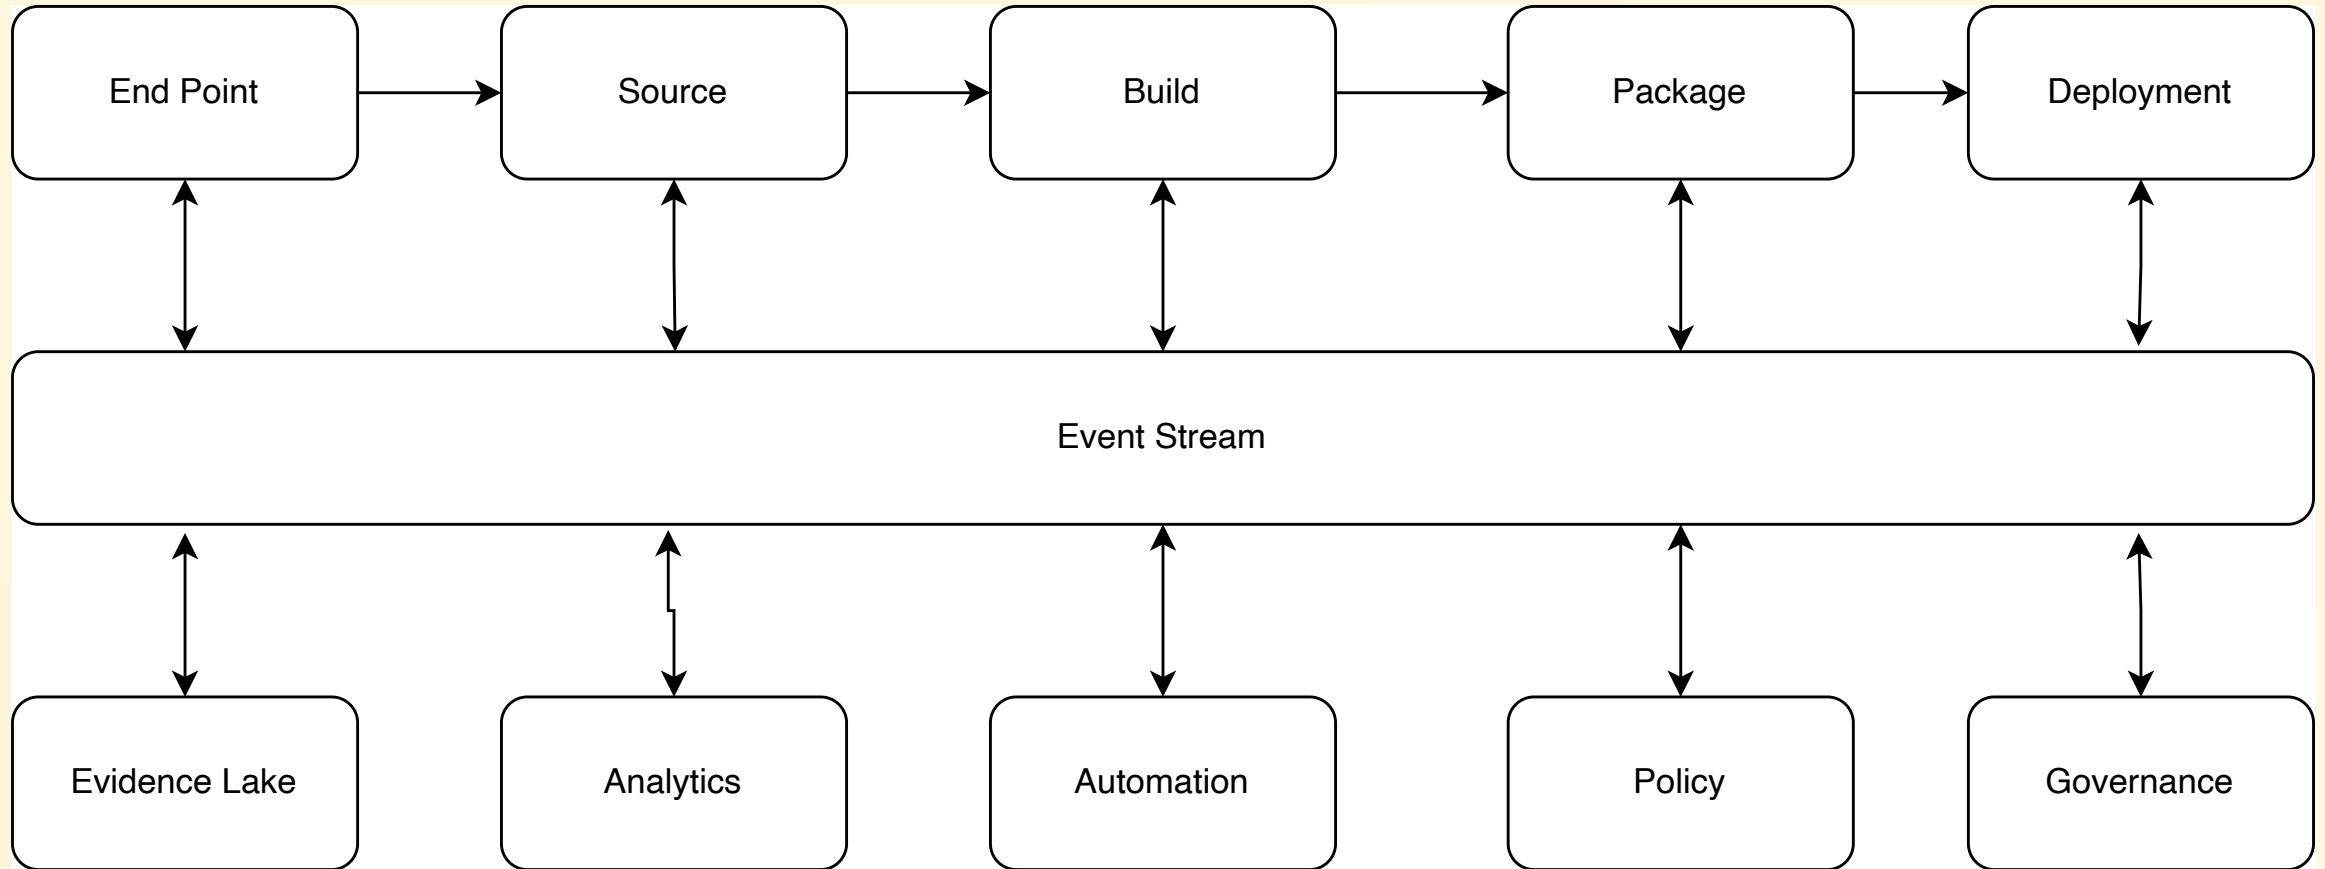 End Point
Source
Build
Package
Deployment
Event Stream
Evidence Lake
Analytics
Automation
Policy
Governance